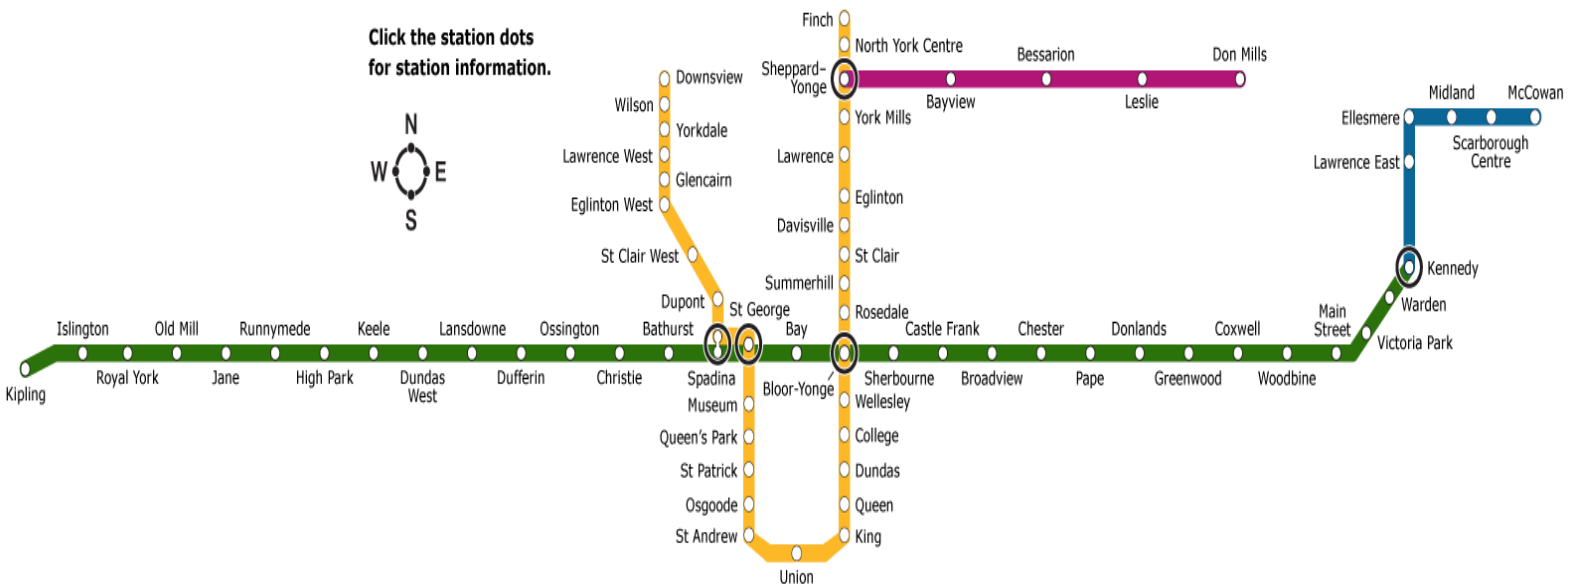 Click the station dots
for station information.
N
W
E
S
Finch
North York Centre
Sheppard–
Yonge
Bayview
Bessarion
Leslie
Don Mills
York Mills
Lawrence
Eglinton
Davisville
St Clair
Summerhill
Rosedale
Downsview
Wilson
Yorkdale
Lawrence West
Glencairn
Eglinton West
St Clair West
Dupont
St George
McCowan
Midland
Scarborough
Centre
Ellesmere
Lawrence East
Kennedy
Warden
Victoria Park
Main
Street
Kipling
Islington
Royal York
Old Mill
Jane
Runnymede
High Park
Keele
Dundas
West
Lansdowne
Dufferin
Ossington
Christie
Bathurst
Spadina
Bay
Bloor-Yonge
Sherbourne
Castle Frank
Broadview
Chester
Pape
Donlands
Greenwood
Coxwell
Woodbine
Museum
Queen’s Park
St Patrick
Osgoode
St Andrew
Union
King
Queen
Dundas
College
Wellesley